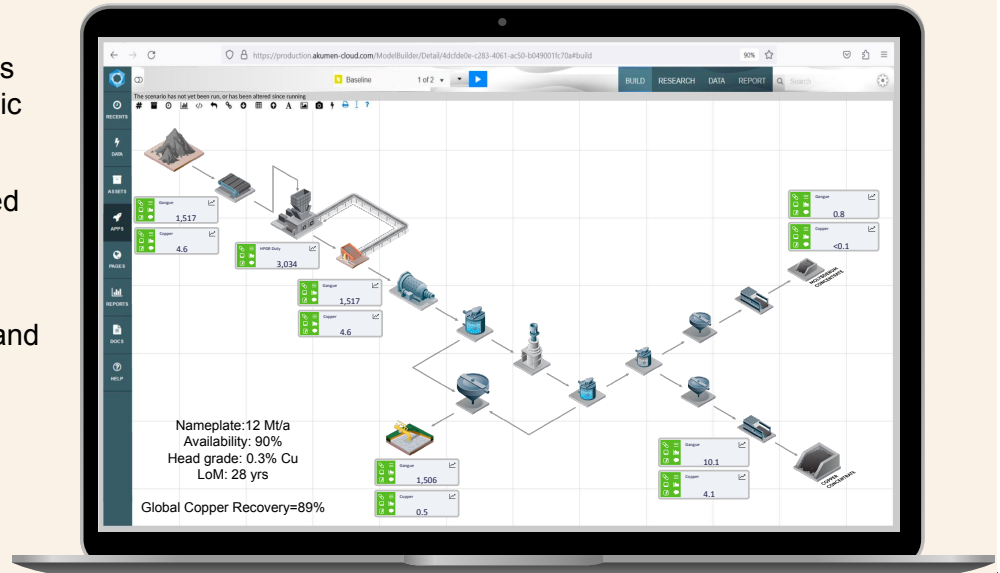 s
ic
ed
and
https://production.akumen-cloud.com/ModelBuilder/Detail/4dcfde0e-c283-4061-ac50-b049001fc70a#build
90%
Baseline
1 of 2
BUILD
RESEARCH
DATA
REPORT
Search
The scenario has not yet been run, or has been altered since running
RECENTS
DATA
ASSETS
APPS
PAGES
REPORTS
DOCS
HELP
Gangue
1,517
Copper
4.6
HPGR Duty
3,034
Gangue
1,517
Copper
4.6
Gangue
0.8
Copper
<0.1
MOLYBDENUM
CONCENTRATE
Gangue
10.1
Copper
4.1
COPPER
CONCENTRATE
Gangue
1,506
Copper
0.5
Nameplate:12 Mt/a
Availability: 90%
Head grade: 0.3% Cu
LoM: 28 yrs
Global Copper Recovery=89%